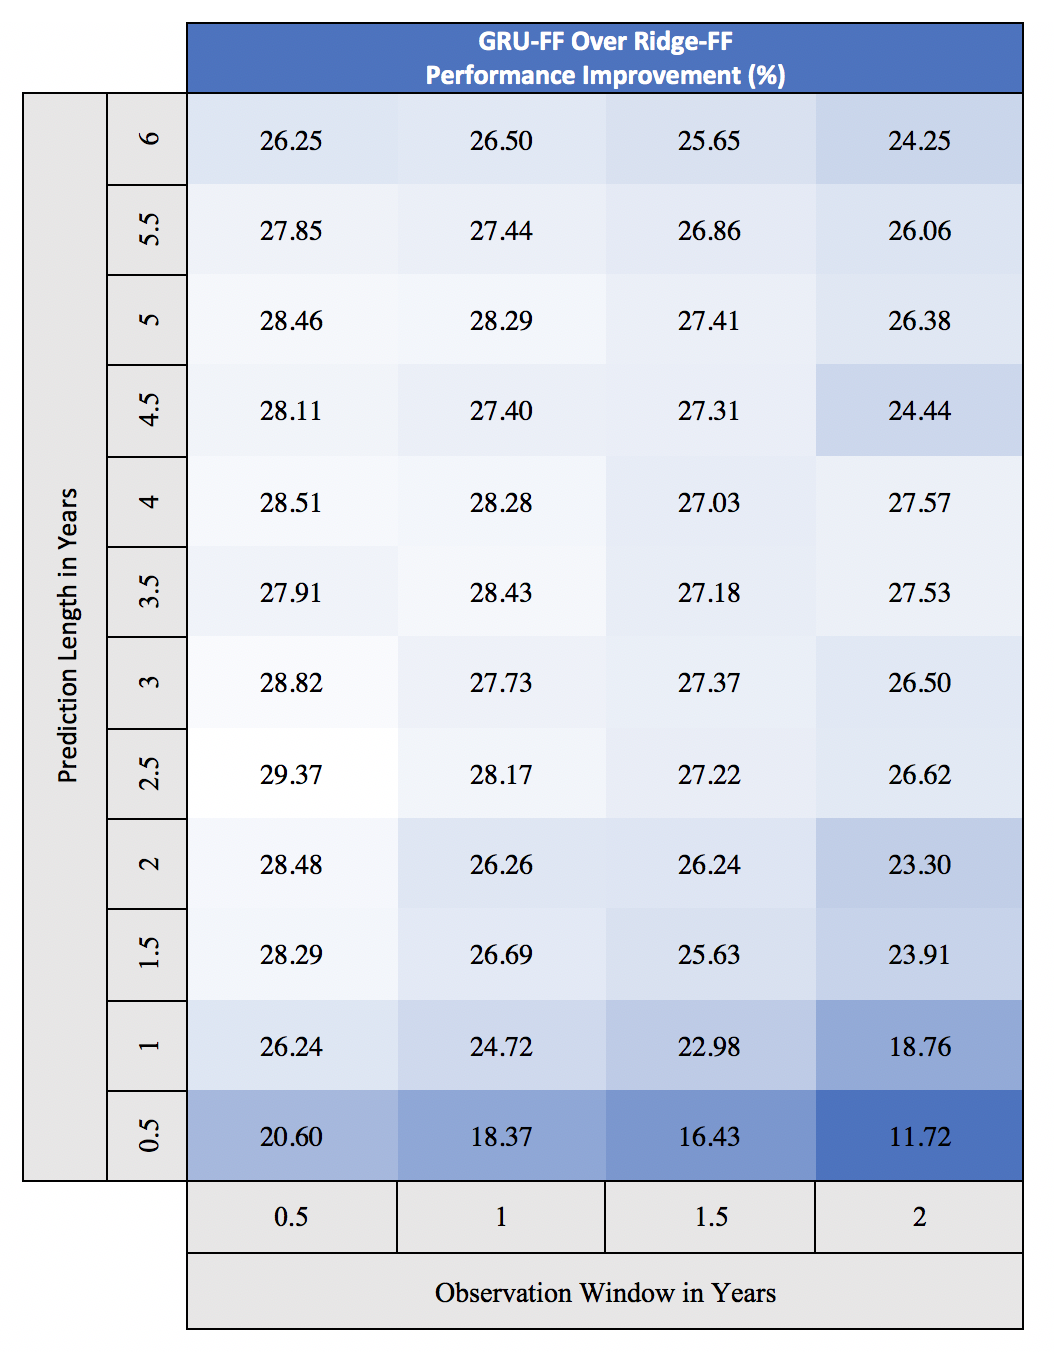 GRU-FF Over Ridge-FF
Performance Improvement (%)
Prediction Length in Years
6 26.25 26.50 25.65 24.25
5.5 27.85 27.44 26.86 26.06
5 28.46 28.29 27.41 26.38
4.5 28.11 27.40 27.31 24.44
4 28.51 28.28 27.03 27.57
3.5 27.91 28.43 27.18 27.53
3 28.82 27.73 27.37 26.50
2.5 29.37 28.17 27.22 26.62
2 28.48 26.26 26.24 23.30
1.5 28.29 26.69 25.63 23.91
1 26.24 24.72 22.98 18.76
0.5 20.60 18.37 16.43 11.72
0.5 1 1.5 2
Observation Window in Years